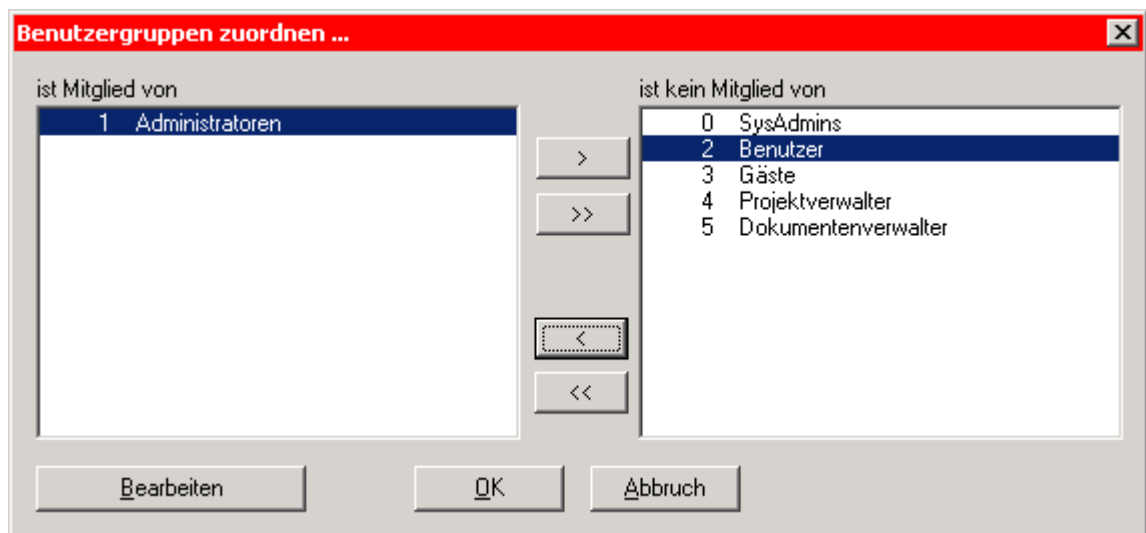 Benutzergruppen zuordnen ...
ist Mitglied von
ist kein Mitglied von
1 Administratoren
0 SysAdmins
2 Benutzer
3 Gäste
4 Projektverwalter
5 Dokumentenverwalter
>
>>
<
<<
Bearbeiten
OK
Abbruch